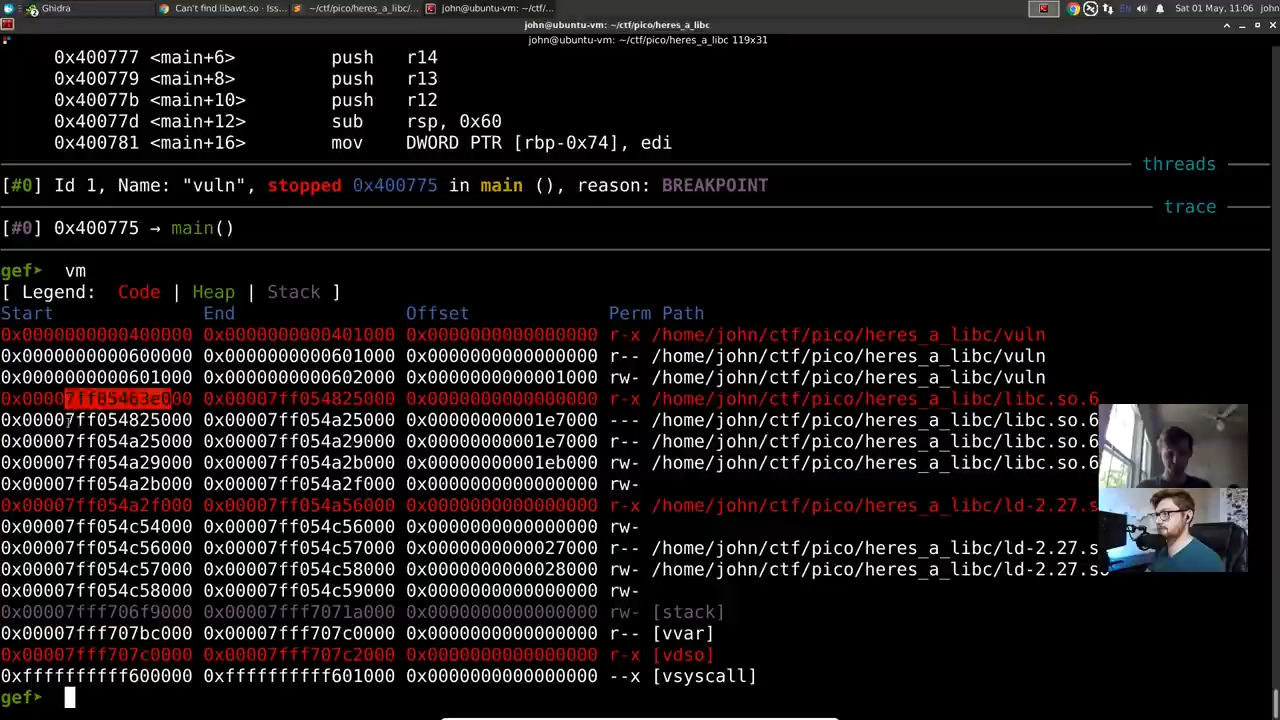 Ghidra
Can't find libawt.so · Iss...
~/ctf/pico/heres_a_libc/...
john@ubuntu-vm: ~/ctf/...
Sat 01 May, 11:06 john
john@ubuntu-vm: ~/ctf/pico/heres_a_libc
john@ubuntu-vm: ~/ctf/pico/heres_a_libc 119x31
0x400777 <main+6> push r14
0x400779 <main+8> push r13
0x40077b <main+10> push r12
0x40077d <main+12> sub rsp, 0x60
0x400781 <main+16> mov DWORD PTR [rbp-0x74], edi
threads
[#0] Id 1, Name: "vuln", stopped 0x400775 in main (), reason: BREAKPOINT
trace
[#0] 0x400775 → main()
gef➤ vm
[ Legend: Code | Heap | Stack ]
Start End Offset Perm Path
0x0000000000400000 0x0000000000401000 0x0000000000000000 r-x /home/john/ctf/pico/heres_a_libc/vuln
0x0000000000600000 0x0000000000601000 0x0000000000000000 r-- /home/john/ctf/pico/heres_a_libc/vuln
0x0000000000601000 0x0000000000602000 0x0000000000001000 rw- /home/john/ctf/pico/heres_a_libc/vuln
0x00007ff05463e000 0x00007ff054825000 0x0000000000000000 r-x /home/john/ctf/pico/heres_a_libc/libc.so.6
0x00007ff054825000 0x00007ff054a25000 0x00000000001e7000 --- /home/john/ctf/pico/heres_a_libc/libc.so.6
0x00007ff054a25000 0x00007ff054a29000 0x00000000001e7000 r-- /home/john/ctf/pico/heres_a_libc/libc.so.6
0x00007ff054a29000 0x00007ff054a2b000 0x00000000001eb000 rw- /home/john/ctf/pico/heres_a_libc/libc.so.6
0x00007ff054a2b000 0x00007ff054a2f000 0x0000000000000000 rw-
0x00007ff054a2f000 0x00007ff054a56000 0x0000000000000000 r-x /home/john/ctf/pico/heres_a_libc/ld-2.27.s
0x00007ff054c54000 0x00007ff054c56000 0x0000000000000000 rw-
0x00007ff054c56000 0x00007ff054c57000 0x0000000000027000 r-- /home/john/ctf/pico/heres_a_libc/ld-2.27.s
0x00007ff054c57000 0x00007ff054c58000 0x0000000000028000 rw- /home/john/ctf/pico/heres_a_libc/ld-2.27.so
0x00007ff054c58000 0x00007ff054c59000 0x0000000000000000 rw-
0x00007fff706f9000 0x00007fff7071a000 0x0000000000000000 rw- [stack]
0x00007fff707bc000 0x00007fff707c0000 0x0000000000000000 r-- [vvar]
0x00007fff707c0000 0x00007fff707c2000 0x0000000000000000 r-x [vdso]
0xffffffffff600000 0xffffffffff601000 0x0000000000000000 --x [vsyscall]
gef➤